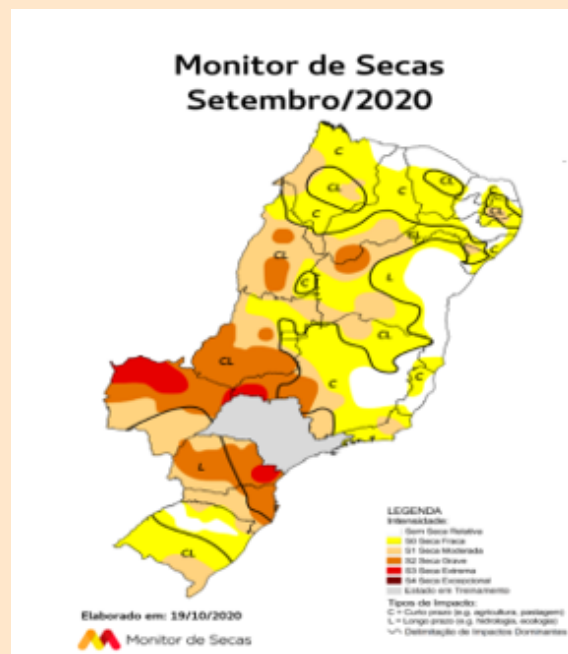 Monitor de Secas
Setembro/2020
C
CL
C
CL
C
CL
C
CL
C
CL
C
L
CL
CL
C
C
L
CL
LEGENDA
Intensidade:
Sem Seca Relativa
S0 Seca Fraca
S1 Seca Moderada
S2 Seca Grave
S3 Seca Extrema
S4 Seca Excepcional
Estado em Treinamento
Tipos de Impacto:
C = Curto prazo (e.g. agricultura, pastagem)
L = Longo prazo (e.g. hidrologia, ecologia)
Delimitação de Impactos Dominantes
Elaborado em: 19/10/2020
Monitor de Secas